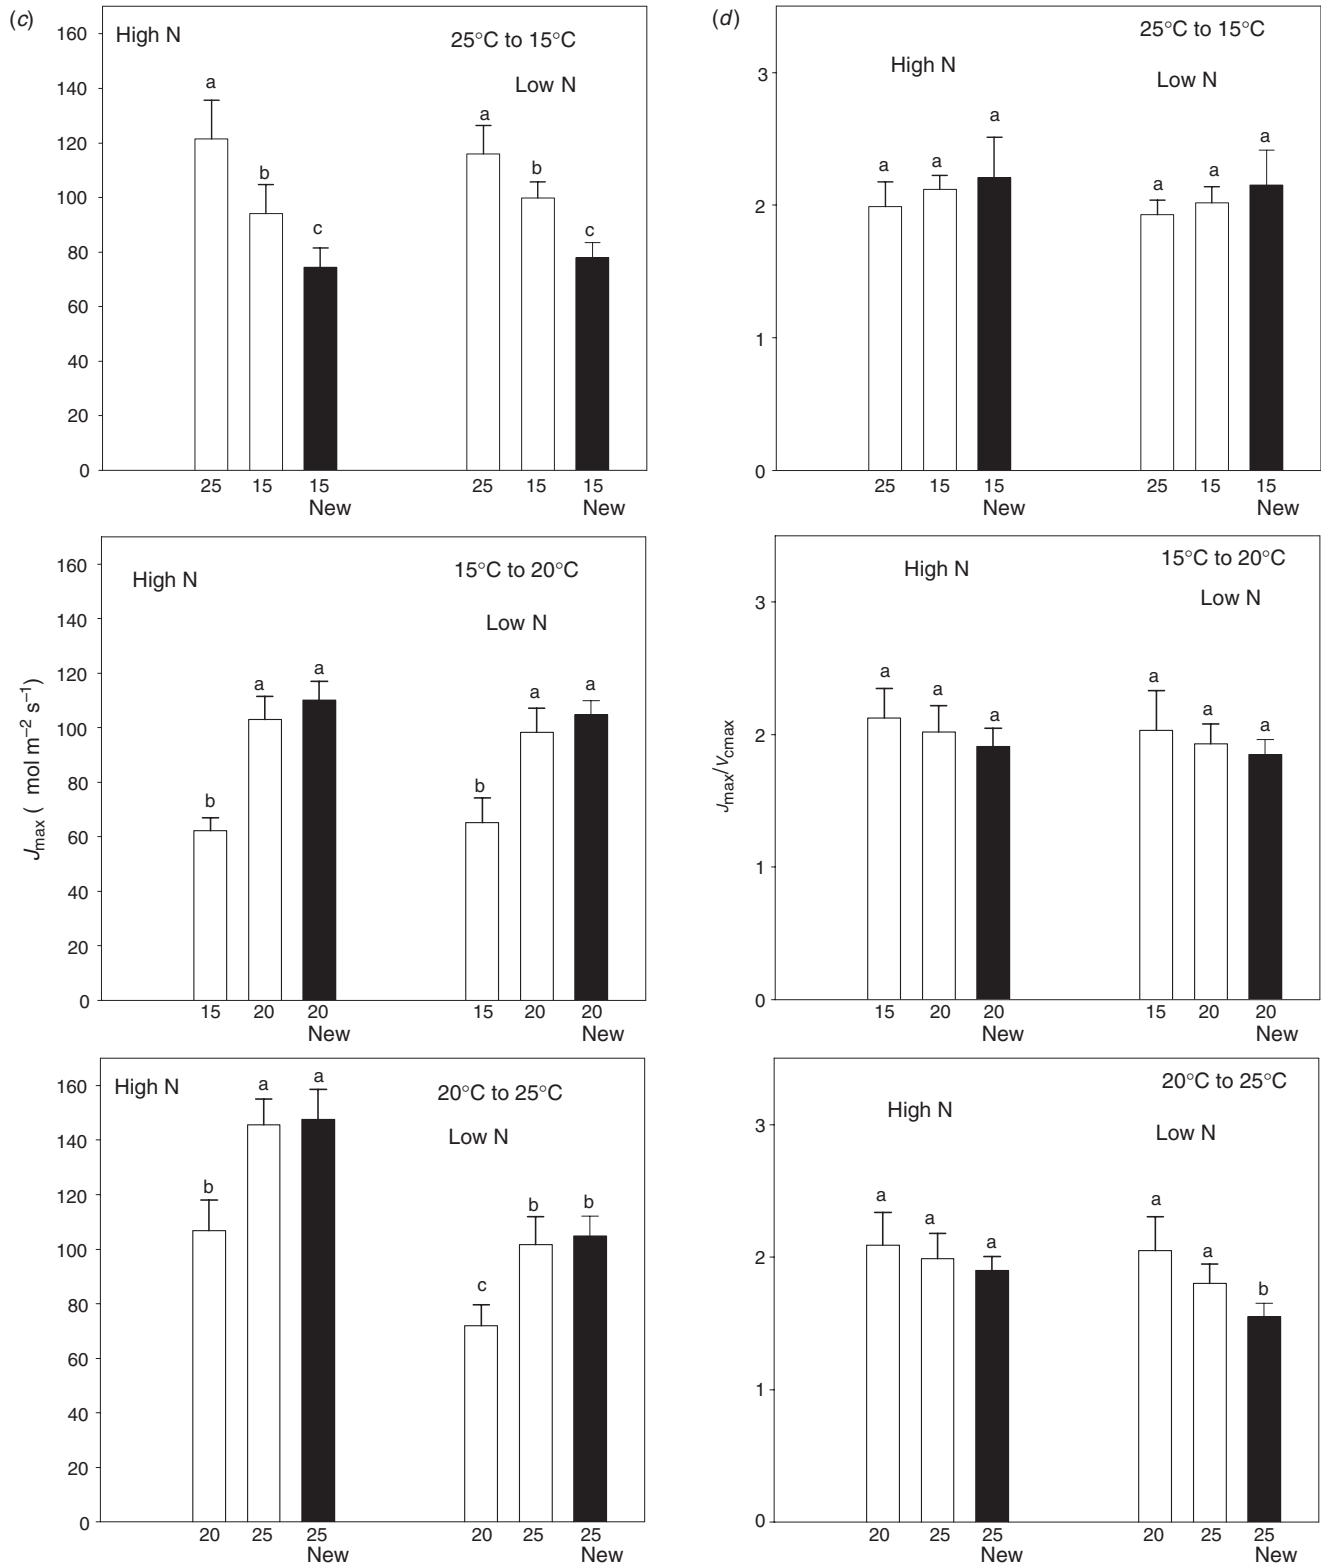 (c)
160
140
120
100
80
60
40
20
0
High N
25°C to 15°C
Low N
a
b
c
a
b
c
25 15 15 25 15 15
New New
(d)
3
2
1
0
25°C to 15°C
High N
Low N
a
a
a
a
a
a
25 15 15 25 15 15
New New
160
140
120
100
80
60
40
20
0
High N
15°C to 20°C
Low N
b
a
a
b
a
a
15 20 20 15 20 20
New New
Jmax ( mol m−2 s−1)
3
2
1
0
15°C to 20°C
High N
Low N
a
a
a
a
a
a
15 20 20 15 20 20
New New
Jmax/Vcmax
160
140
120
100
80
60
40
20
0
High N
20°C to 25°C
Low N
b
a
a
c
b
b
20 25 25 20 25 25
New New
3
2
1
0
20°C to 25°C
High N
Low N
a
a
a
a
a
b
20 25 25 20 25 25
New New